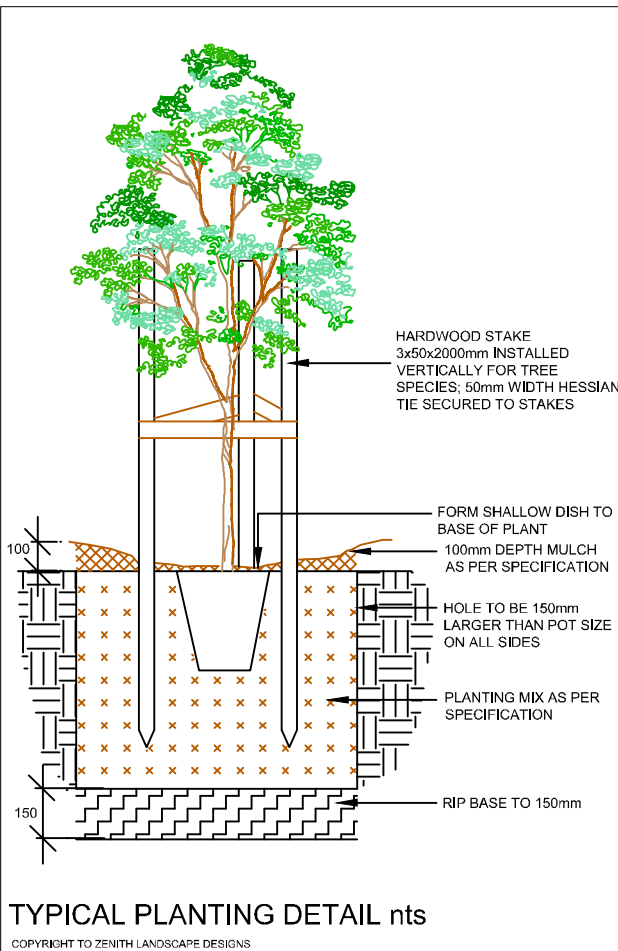 HARDWOOD STAKE
3x50x2000mm INSTALLED
VERTICALLY FOR TREE
SPECIES; 50mm WIDTH HESSIAN
TIE SECURED TO STAKES
FORM SHALLOW DISH TO
BASE OF PLANT
100
100mm DEPTH MULCH
AS PER SPECIFICATION
HOLE TO BE 150mm
LARGER THAN POT SIZE
ON ALL SIDES
PLANTING MIX AS PER
SPECIFICATION
150
RIP BASE TO 150mm
TYPICAL PLANTING DETAIL nts
COPYRIGHT TO ZENITH LANDSCAPE DESIGNS